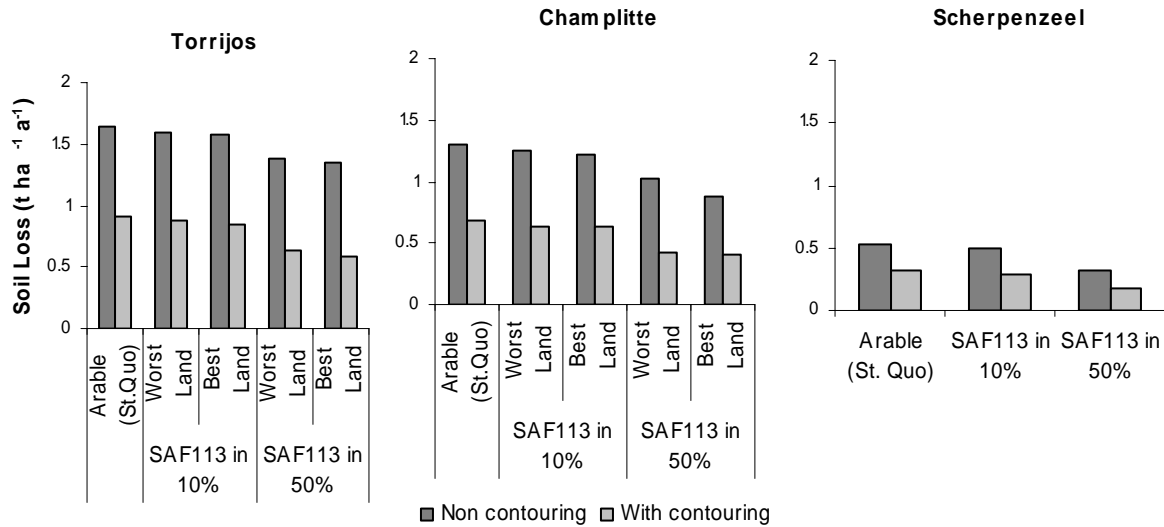 Torrijos
Soil Loss (t ha -1 a-1)
2
1.5
1
0.5
0
Arable
(St.Quo)
Worst
Land
Best
Land
Worst
Land
Best
Land
SAF113 in
10%
SAF113 in
50%
Champlitte
2
1.5
1
0.5
0
Arable
(St.Quo)
Worst
Land
Best
Land
Worst
Land
Best
Land
SAF113 in
10%
SAF113 in
50%
Scherpenzeel
2
1.5
1
0.5
0
Arable
(St. Quo)
SAF113 in
10%
SAF113 in
50%
Non contouring
With contouring